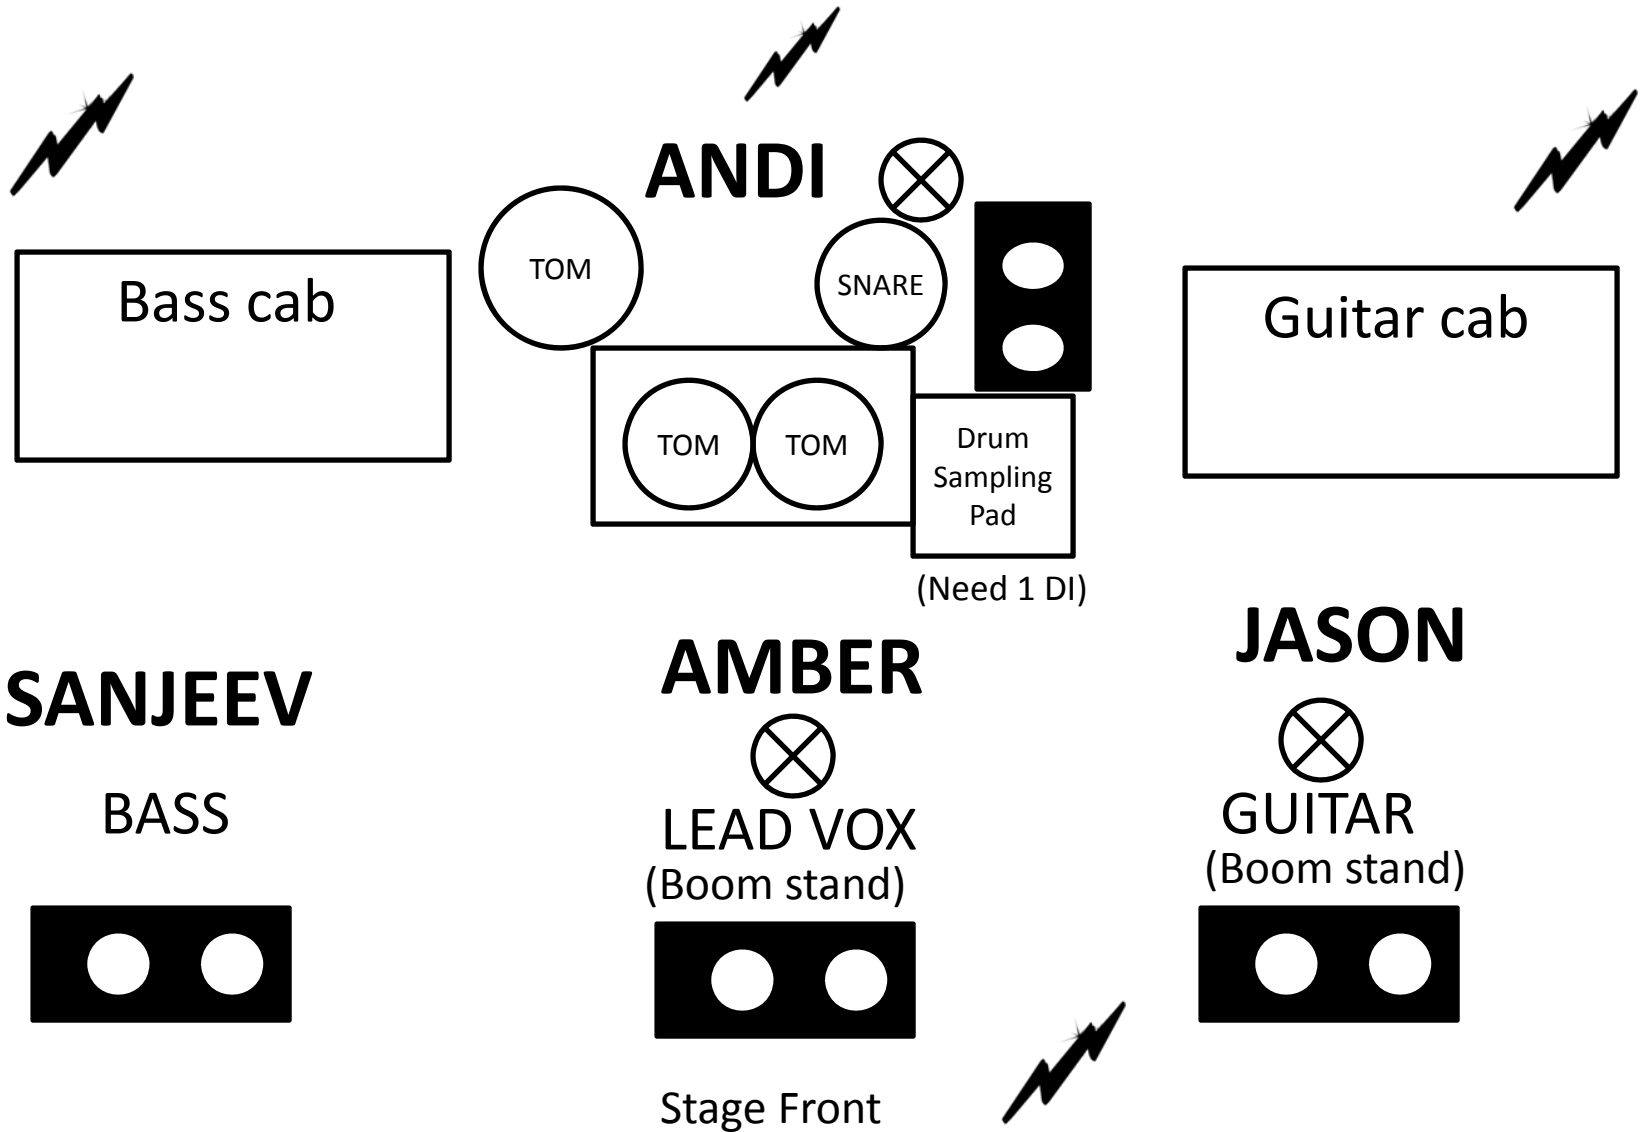 ANDI
TOM
SNARE
Bass cab
Guitar cab
TOM
TOM
Drum
Sampling
Pad
(Need 1 DI)
SANJEEV
BASS
AMBER
LEAD VOX
(Boom stand)
JASON
GUITAR
(Boom stand)
Stage Front